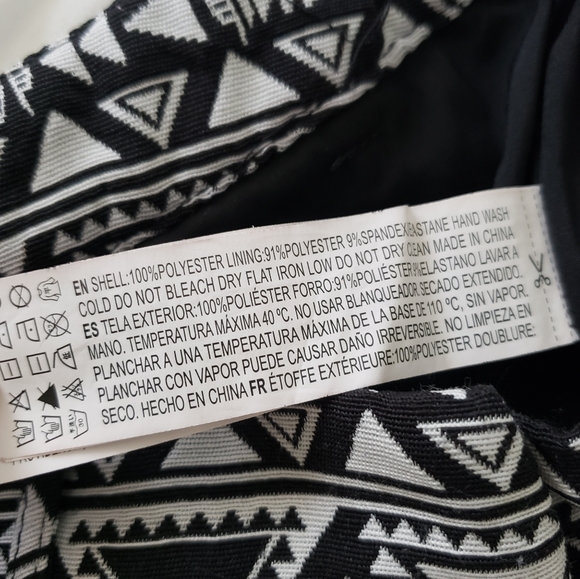 EN SHELL:100%POLYESTER LINING:91%POLYESTER 9%SPANDEX/ELASTANE HAND WASH
COLD DO NOT BLEACH DRY FLAT IRON LOW DO NOT DRY CLEAN MADE IN CHINA
ES TELA EXTERIOR:100%POLIÉSTER FORRO:91%POLIÉSTER ELASTANO LAVAR A
MANO. TEMPERATURA MÁXIMA 40 ºC. NO USAR BLANQUEADOR SECADO EXTENDIDO.
PLANCHAR A UNA TEMPERATURA MÁXIMA DE LA BASE DE 110 ºC, SIN VAPOR.
PLANCHAR CON VAPOR PUEDE CAUSAR DAÑO IRREVERSIBLE. NO LIMPIEZA EN
SECO. HECHO EN CHINA FR ÉTOFFE EXTÉRIEURE:100%POLYESTER DOUBLURE: